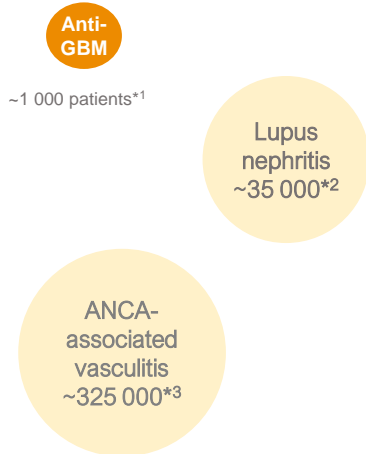 Anti-
GBM
~1 000 patients*1
Lupus
nephritis
~35 000*2
ANCA-
associated
vasculitis
~325 000*3